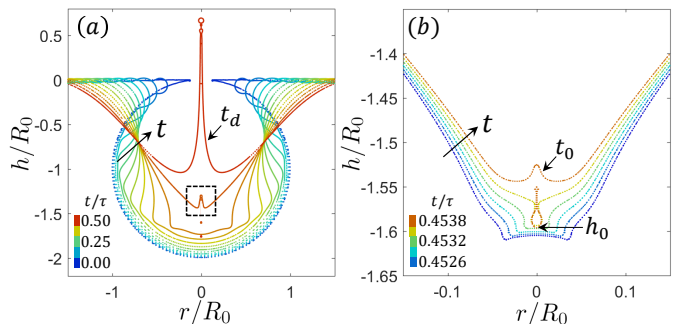 (a)
h/R₀
0.5
0
-0.5
-1
-1.5
-2
t
t_d
t/τ
0.50
0.25
0.00
-1
0
1
r/R₀
(b)
h/R₀
-1.4
-1.45
-1.5
-1.55
-1.6
-1.65
t
t₀
h₀
t/τ
0.4538
0.4532
0.4526
-0.1
0
0.1
r/R₀